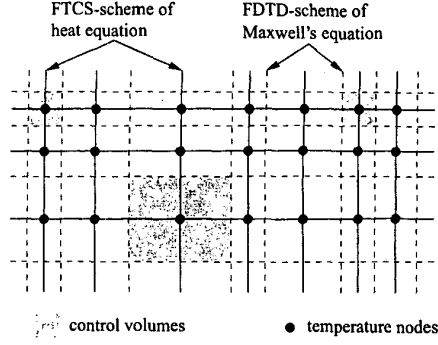 FTCS-scheme of
heat equation
FDTD-scheme of
Maxwell's equation
control volumes
temperature nodes